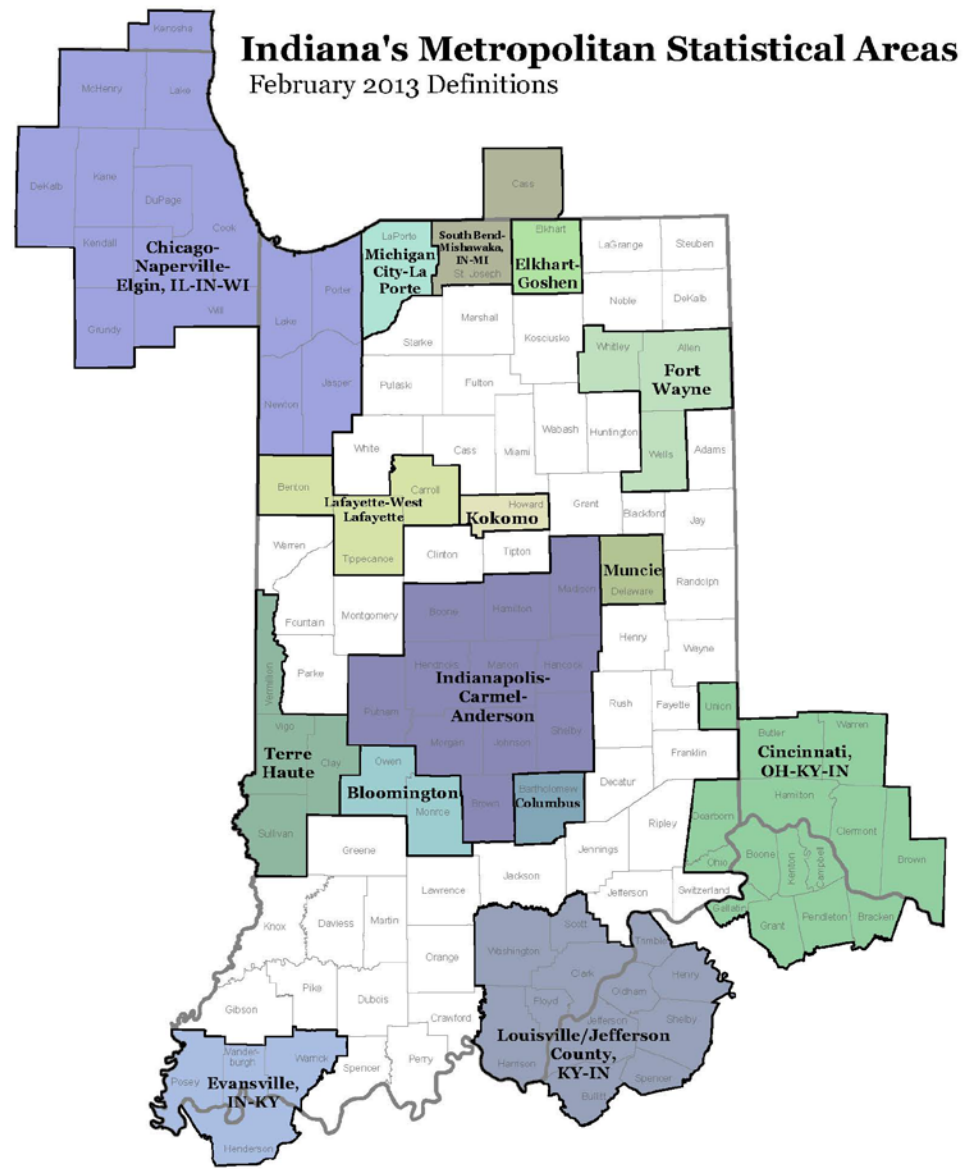 Indiana's Metropolitan Statistical Areas
February 2013 Definitions
Kenosha
McHenry
Lake
DeKalb
Kane
DuPage
Cook
Kendall
Chicago-
Naperville-
Elgin, IL-IN-WI
Will
Grundy
Lake
Porter
Newton
Jasper
LaPorte
Michigan
City-La
Porte
Cass
South Bend-
Mishawaka,
IN-MI
St. Joseph
Elkhart
Elkhart-
Goshen
LaGrange
Steuben
Noble
DeKalb
Marshall
Starke
Kosciusko
Whitley
Allen
Fort
Wayne
Wells
Pulaski
Fulton
Wabash
Huntington
Adams
White
Cass
Miami
Benton
Carroll
Lafayette-West
Lafayette
Tippecanoe
Howard
Kokomo
Grant
Blackford
Jay
Warren
Clinton
Tipton
Muncie
Delaware
Randolph
Fountain
Montgomery
Boone
Hamilton
Madison
Henry
Wayne
Vermillion
Parke
Hendricks
Marion
Hancock
Indianapolis-
Carmel-
Anderson
Putnam
Morgan
Johnson
Shelby
Rush
Fayette
Union
Franklin
Vigo
Terre
Haute
Clay
Sullivan
Owen
Bloomington
Monroe
Brown
Bartholomew
Columbus
Decatur
Butler
Warren
Cincinnati,
OH-KY-IN
Hamilton
Dearborn
Clermont
Ohio
Boone
Kenton
Campbell
Brown
Gallatin
Grant
Pendleton
Bracken
Ripley
Jennings
Greene
Jackson
Jefferson
Switzerland
Lawrence
Knox
Daviess
Martin
Orange
Washington
Scott
Trimble
Clark
Henry
Oldham
Floyd
Jefferson
Shelby
Louisville/Jefferson
County,
KY-IN
Harrison
Spencer
Bullitt
Gibson
Pike
Dubois
Crawford
Vander-
burgh
Warrick
Posey
Evansville,
IN-KY
Henderson
Spencer
Perry